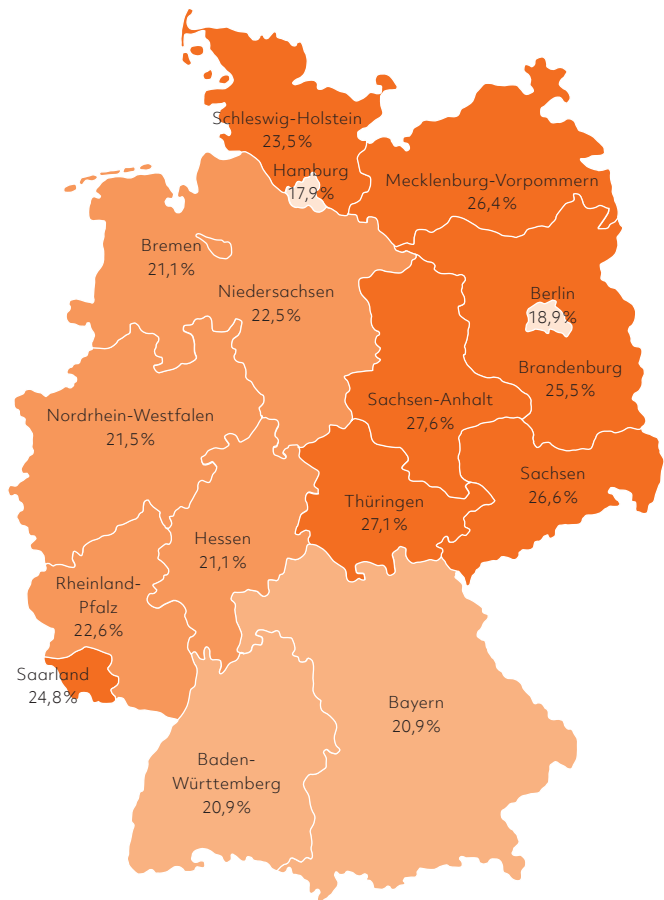 Schleswig-Holstein
23,5%
Hamburg
17,9%
Mecklenburg-Vorpommern
26,4%
Bremen
21,1%
Niedersachsen
22,5%
Berlin
18,9%
Brandenburg
25,5%
Sachsen-Anhalt
27,6%
Nordrhein-Westfalen
21,5%
Sachsen
26,6%
Thüringen
27,1%
Hessen
21,1%
Rheinland-
Pfalz
22,6%
Saarland
24,8%
Bayern
20,9%
Baden-
Württemberg
20,9%